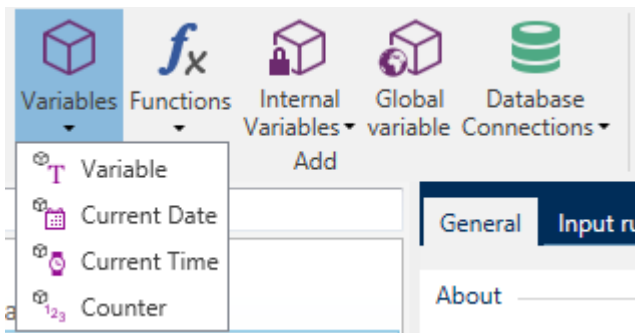 Variables Functions Internal Variables Global variable Database Connections
Add
Variable
Current Date
Current Time
Counter
General Input ru
About